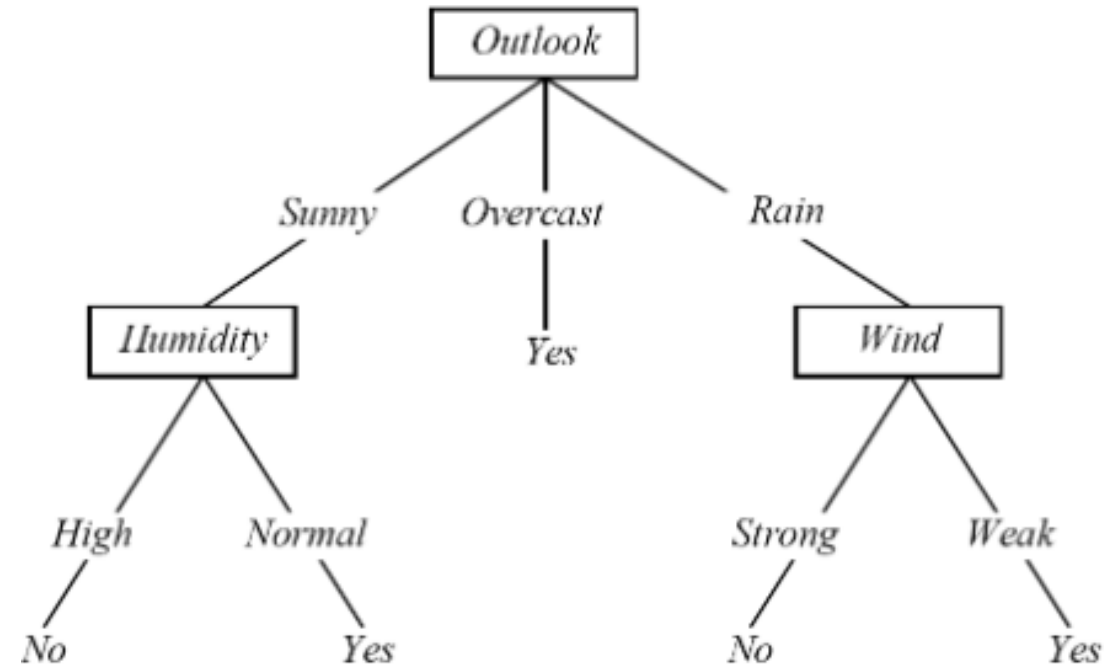 Outlook
Sunny Overcast Rain
Humidity Yes Wind
High Normal Strong Weak
No Yes No Yes